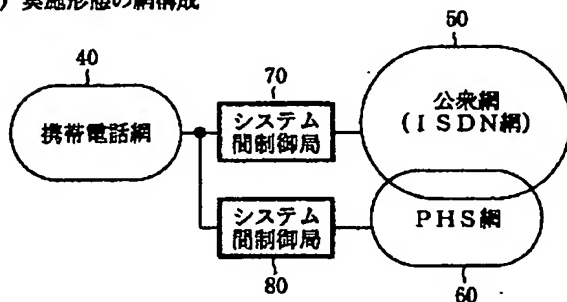 ) 実施形態の網構成
40
50
70
携帯電話網
システム
間制御局
公衆網
(ISDN網)
システム
間制御局
PHS網
80
60